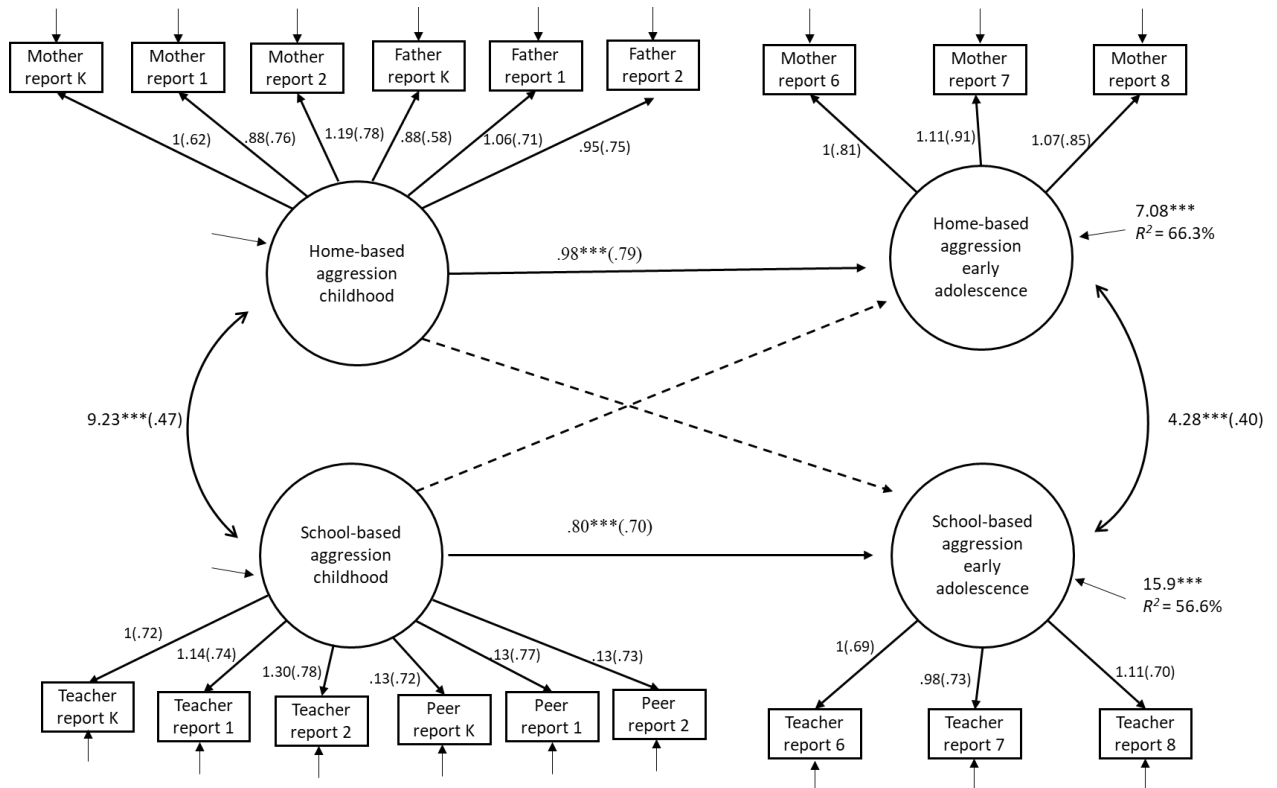 Mother
report K
Mother
report 1
Mother
report 2
Father
report K
Father
report 1
Father
report 2
Mother
report 6
Mother
report 7
Mother
report 8
1(.62)
.88(.76)
1.19(.78)
.88(.58)
1.06(.71)
.95(.75)
1(.81)
1.11(.91)
1.07(.85)
Home-based
aggression
childhood
.98***(.79)
Home-based
aggression
early
adolescence
7.08***
R² = 66.3%
9.23***(.47)
4.28***(.40)
School-based
aggression
childhood
.80***(.70)
School-based
aggression
early
adolescence
15.9***
R² = 56.6%
1(.72)
1.14(.74)
1.30(.78)
.13(.72)
.13(.77)
.13(.73)
1(.69)
.98(.73)
1.11(.70)
Teacher
report K
Teacher
report 1
Teacher
report 2
Peer
report K
Peer
report 1
Peer
report 2
Teacher
report 6
Teacher
report 7
Teacher
report 8